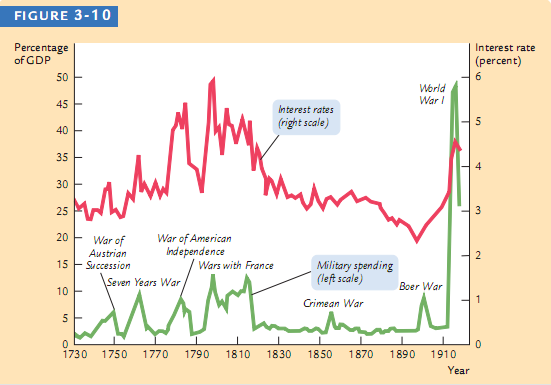 FIGURE 3-10
Percentage
of GDP
Interest rate
(percent)
50
45
40
35
30
25
20
15
10
5
0
6
5
4
3
2
1
0
World
War I
Interest rates
(right scale)
War of
Austrian
Succession
War of American
Independence
Seven Years War
Wars with France
Military spending
(left scale)
Crimean War
Boer War
1730
1750
1770
1790
1810
1830
1850
1870
1890
1910
Year